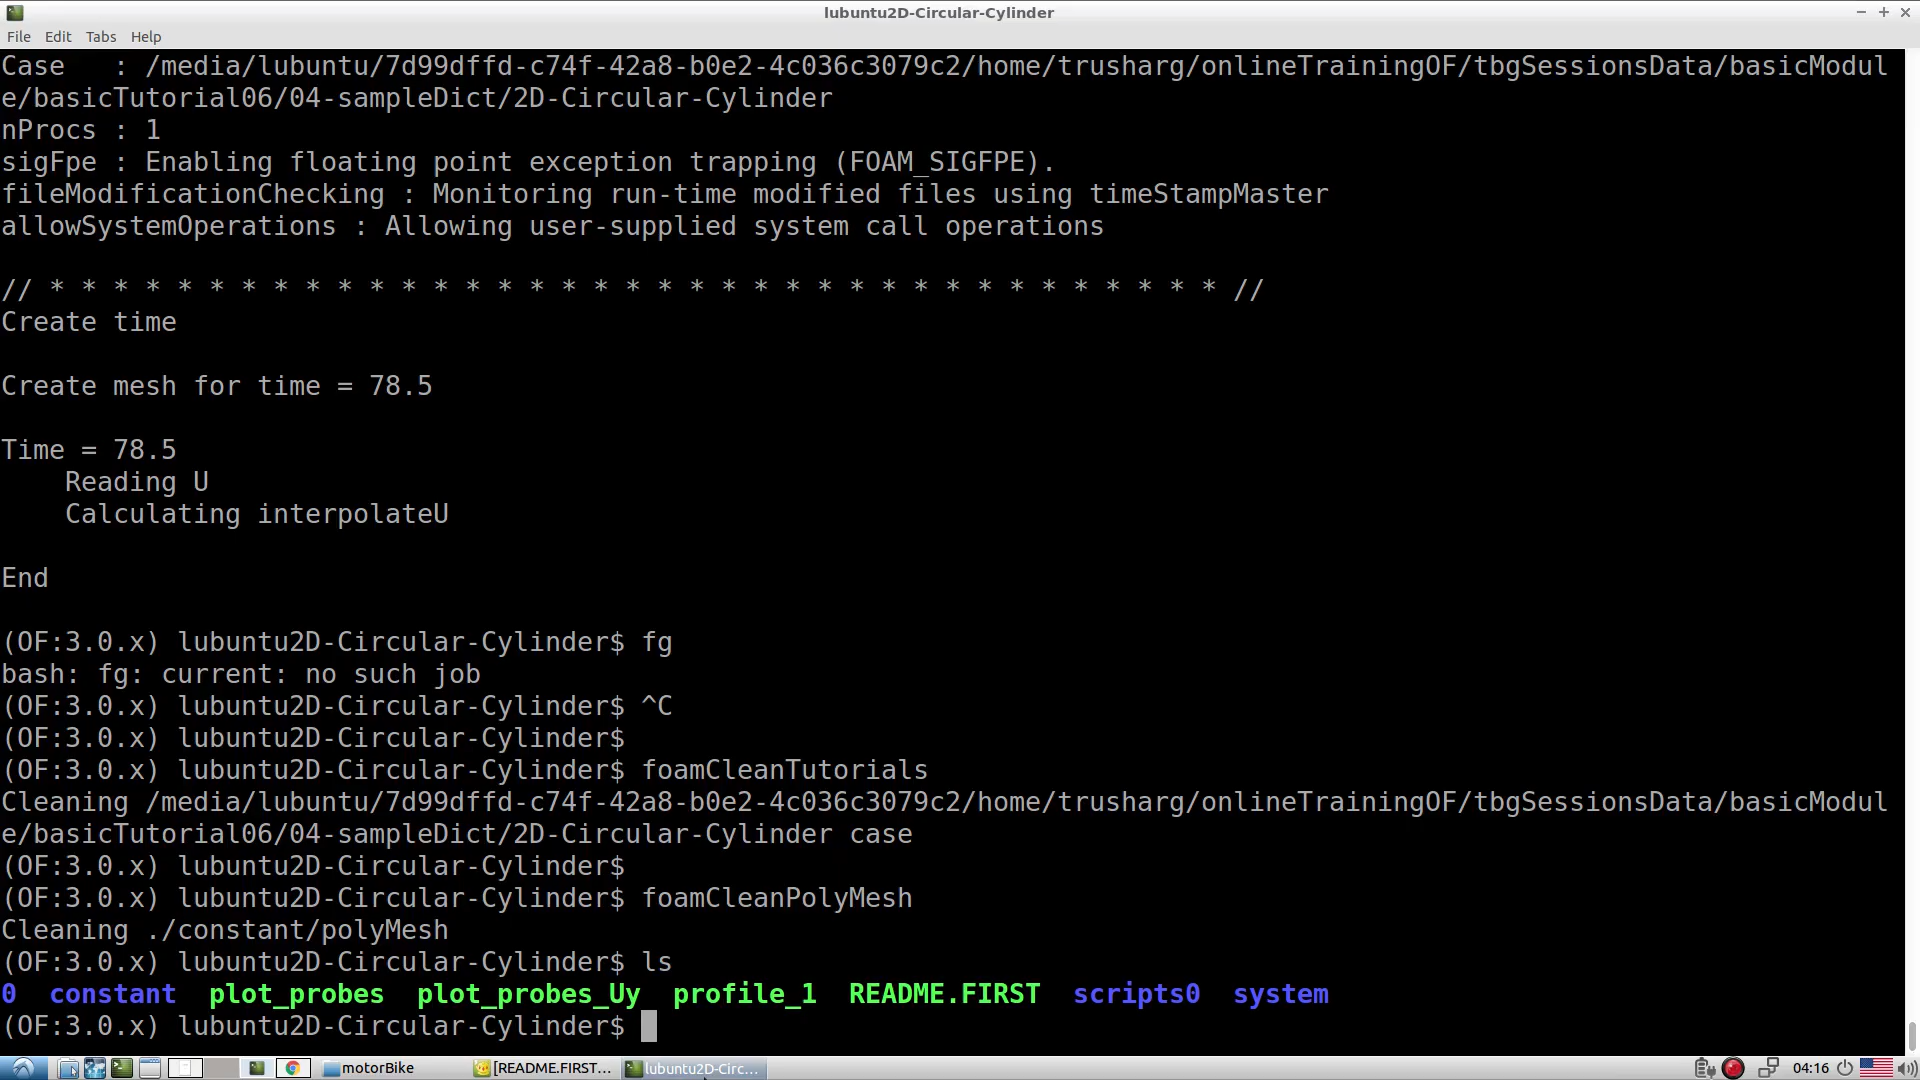 lubuntu2D-Circular-Cylinder
File Edit Tabs Help
Case   : /media/lubuntu/7d99dffd-c74f-42a8-b0e2-4c036c3079c2/home/trusharg/onlineTrainingOF/tbgSessionsData/basicModul
e/basicTutorial06/04-sampleDict/2D-Circular-Cylinder
nProcs : 1
sigFpe : Enabling floating point exception trapping (FOAM_SIGFPE).
fileModificationChecking : Monitoring run-time modified files using timeStampMaster
allowSystemOperations : Allowing user-supplied system call operations
// * * * * * * * * * * * * * * * * * * * * * * * * * * * * * * * * * * * * * //
Create time
Create mesh for time = 78.5
Time = 78.5
    Reading U
    Calculating interpolateU
End
(OF:3.0.x) lubuntu2D-Circular-Cylinder$ fg
bash: fg: current: no such job
(OF:3.0.x) lubuntu2D-Circular-Cylinder$ ^C
(OF:3.0.x) lubuntu2D-Circular-Cylinder$
(OF:3.0.x) lubuntu2D-Circular-Cylinder$ foamCleanTutorials
Cleaning /media/lubuntu/7d99dffd-c74f-42a8-b0e2-4c036c3079c2/home/trusharg/onlineTrainingOF/tbgSessionsData/basicModul
e/basicTutorial06/04-sampleDict/2D-Circular-Cylinder case
(OF:3.0.x) lubuntu2D-Circular-Cylinder$
(OF:3.0.x) lubuntu2D-Circular-Cylinder$ foamCleanPolyMesh
Cleaning ./constant/polyMesh
(OF:3.0.x) lubuntu2D-Circular-Cylinder$ ls
0  constant  plot_probes  plot_probes_Uy  profile_1  README.FIRST  scripts0  system
(OF:3.0.x) lubuntu2D-Circular-Cylinder$
motorBike [README.FIRST... lubuntu2D-Circ... 04:16